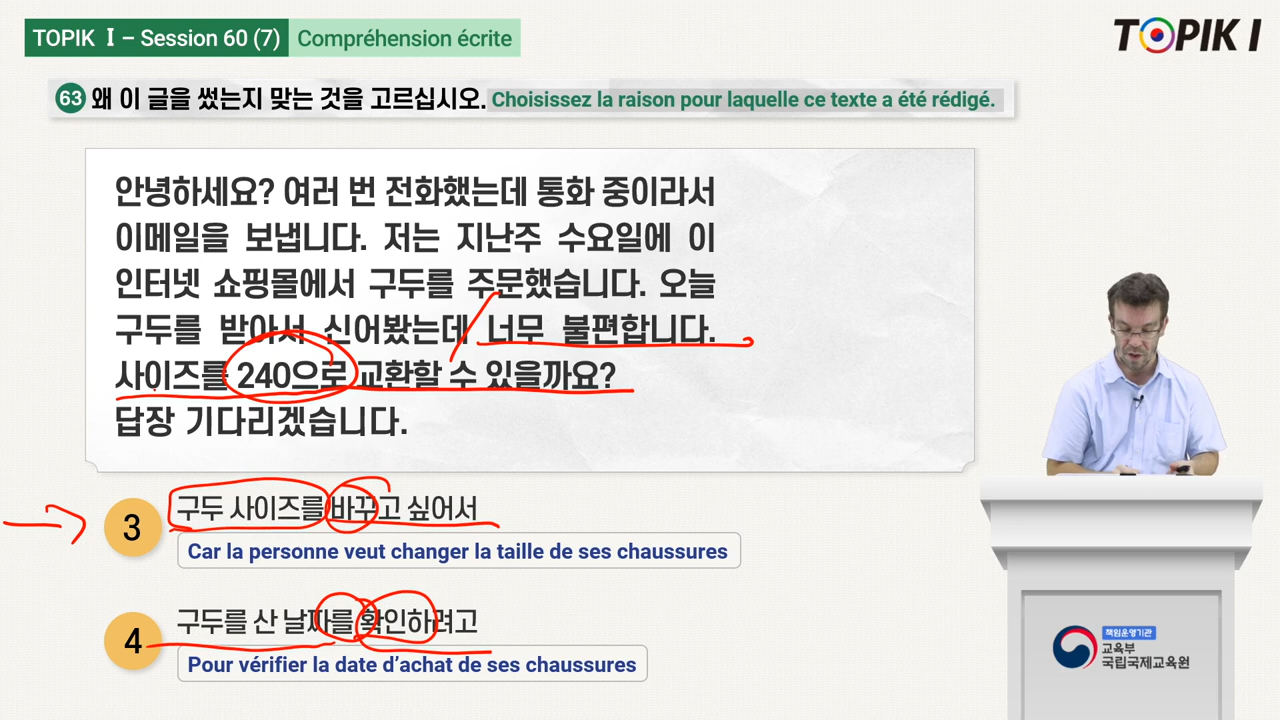 TOPIK I – Session 60 (7) Compréhension écrite
TOPIK I
63 왜 이 글을 썼는지 맞는 것을 고르십시오. Choisissez la raison pour laquelle ce texte a été rédigé.
안녕하세요? 여러 번 전화했는데 통화 중이라서
이메일을 보냅니다. 저는 지난주 수요일에 이
인터넷 쇼핑몰에서 구두를 주문했습니다. 오늘
구두를 받아서 신어봤는데 너무 불편합니다.
사이즈를 240으로 교환할 수 있을까요?
답장 기다리겠습니다.
3 구두 사이즈를 바꾸고 싶어서
Car la personne veut changer la taille de ses chaussures
4 구두를 산 날짜를 확인하려고
Pour vérifier la date d'achat de ses chaussures
책임운영기관
교육부
국립국제교육원